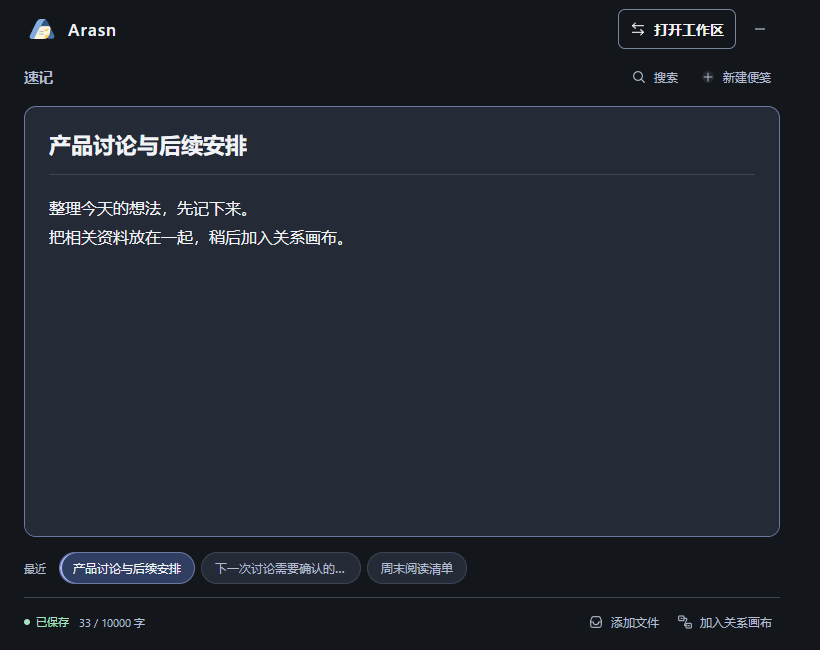 Arasn
打开工作区
速记
搜索
新建便笺
产品讨论与后续安排
整理今天的想法，先记下来。
把相关资料放在一起，稍后加入关系画布。
最近
产品讨论与后续安排
下一次讨论需要确认的...
周末阅读清单
已保存
33 / 10000 字
添加文件
加入关系画布